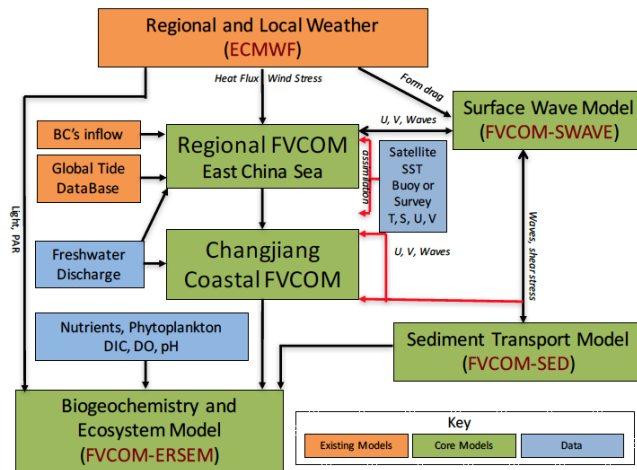 Regional and Local Weather
(ECMWF)
Heat Flux
Wind Stress
Form drag
Surface Wave Model
(FVCOM-SWAVE)
U, V, Waves
BC's inflow
Regional FVCOM
East China Sea
Global Tide
DataBase
assimilation
Satellite
SST
Buoy or
Survey
T, S, U, V
Light, PAR
Freshwater
Discharge
Changjiang
Coastal FVCOM
U, V, Waves
Waves, shear stress
Nutrients, Phytoplankton
DIC, DO, pH
Sediment Transport Model
(FVCOM-SED)
Biogeochemistry and
Ecosystem Model
(FVCOM-ERSEM)
Key
Existing Models
Core Models
Data